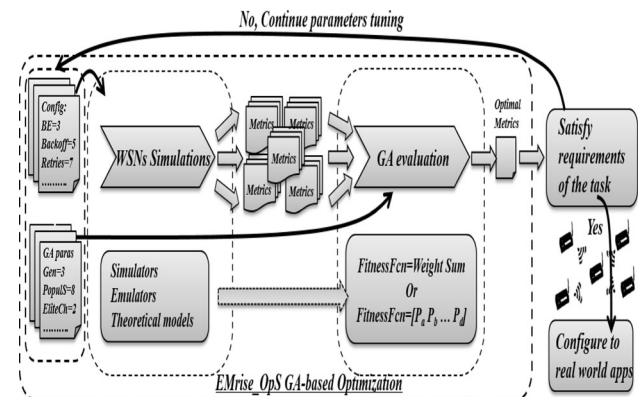 No, Continue parameters tuning
Config:
BE=3
Backoff=5
Retries=7
..........
WSNs Simulations
Metrics
Metrics
Metrics
Metrics
Metrics
GA evaluation
Optimal
Metrics
Satisfy
requirements
of the task
GA paras
Gen=3
PopulS=8
EliteCh=2
..........
Simulators
Emulators
Theoretical models
FitnessFcn=Weight Sum
Or
FitnessFcn=[Pa Pb ... Pd]
Yes
Configure to
real world apps
EMrise_OpS GA-based Optimization